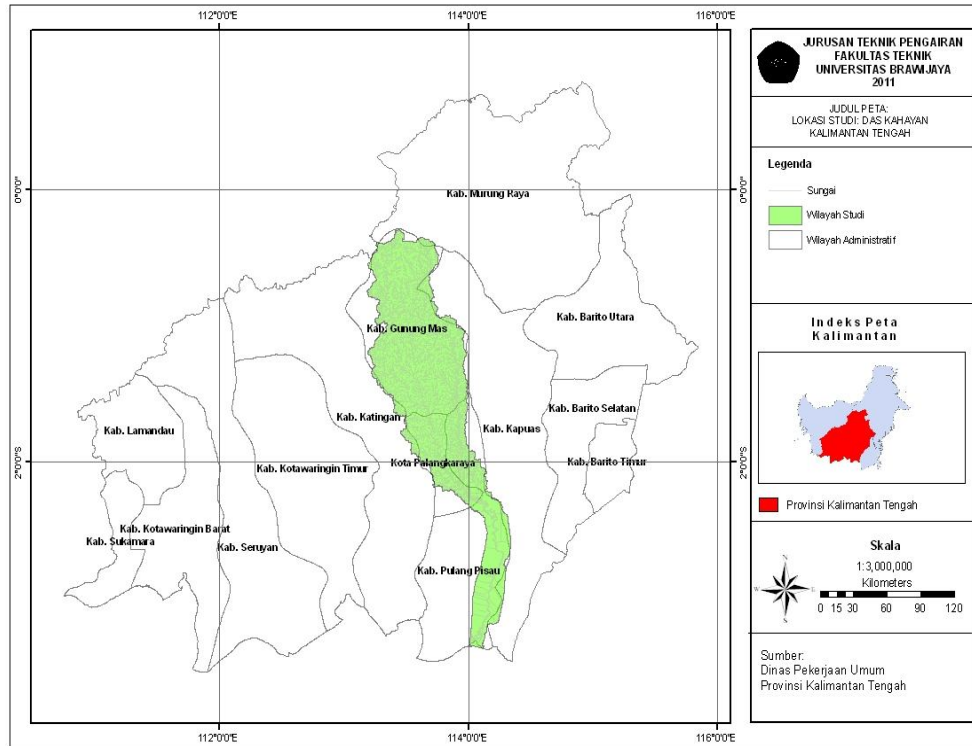 112°0'0"E
114°0'0"E
116°0'0"E
0°0'0"
0°0'0"
2°0'0"S
2°0'0"S
Kab. Murung Raya
Kab. Barito Utara
Kab. Gunung Mas
Kab. Barito Selatan
Kab. Katingan
Kab. Kapuas
Kab. Lamandau
Kab. Kotawaringin Timur
Kota Palangkaraya
Kab. Barito Timur
Kab. Kotawaringin Barat
Kab. Sukamara
Kab. Seruyan
Kab. Pulang Pisau
112°0'0"E
114°0'0"E
116°0'0"E
JURUSAN TEKNIK PENGAIRAN
FAKULTAS TEKNIK
UNIVERSITAS BRAWIJAYA
2011
JUDUL PETA:
LOKASI STUDI: DAS KAHAYAN
KALIMANTAN TENGAH
Legenda
Sungai
Wilayah Studi
Wilayah Administratif
Indeks Peta
Kalimantan
Provinsi Kalimantan Tengah
Skala
1:3,000,000
Kilometers
0 15 30 60 90 120
N
W E
S
Sumber:
Dinas Pekerjaan Umum
Provinsi Kalimantan Tengah